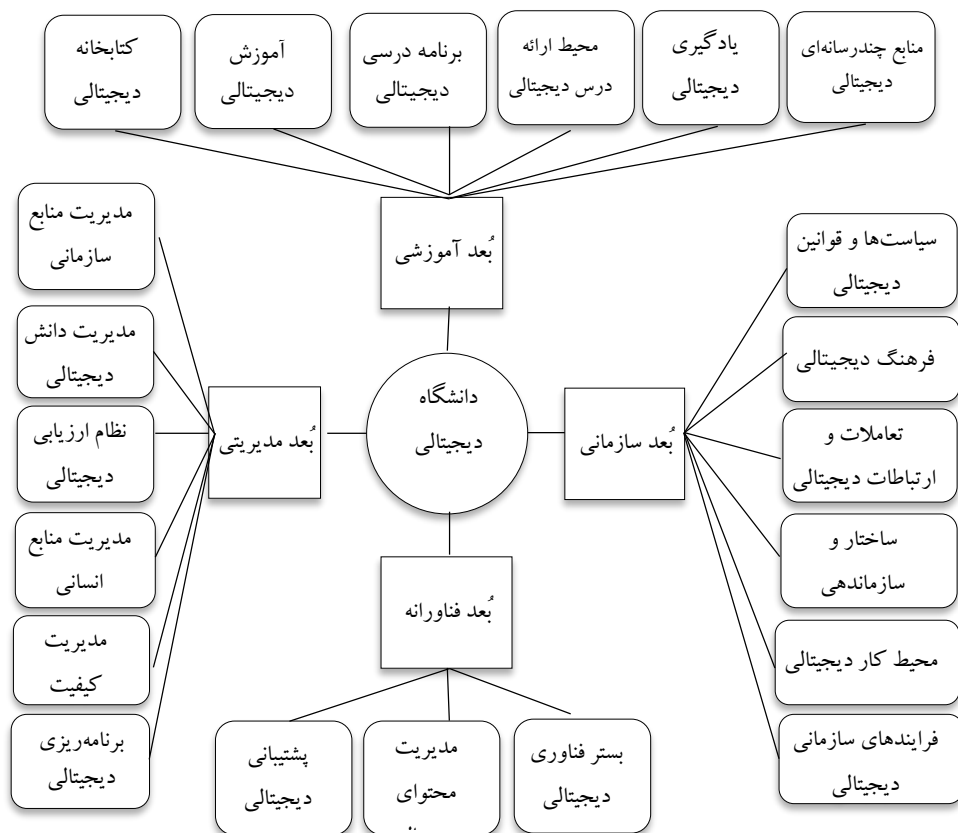 منابع چندرسانه‌ای
دیجیتالی
یادگیری
دیجیتالی
محیط ارائه
درس دیجیتالی
برنامه درسی
دیجیتالی
آموزش
دیجیتالی
کتابخانه
دیجیتالی
بُعد آموزشی
سیاست‌ها و قوانین
دیجیتالی
فرهنگ دیجیتالی
تعاملات و
ارتباطات دیجیتالی
ساختار و
سازماندهی
محیط کار دیجیتالی
فرایندهای سازمانی
دیجیتالی
بُعد سازمانی
دانشگاه
دیجیتالی
بُعد مدیریتی
مدیریت منابع
سازمانی
مدیریت دانش
دیجیتالی
نظام ارزیابی
دیجیتالی
مدیریت منابع
انسانی
مدیریت
کیفیت
برنامه‌ریزی
دیجیتالی
بُعد فناورانه
بستر فناوری
دیجیتالی
مدیریت
محتوای
پشتیبانی
دیجیتالی